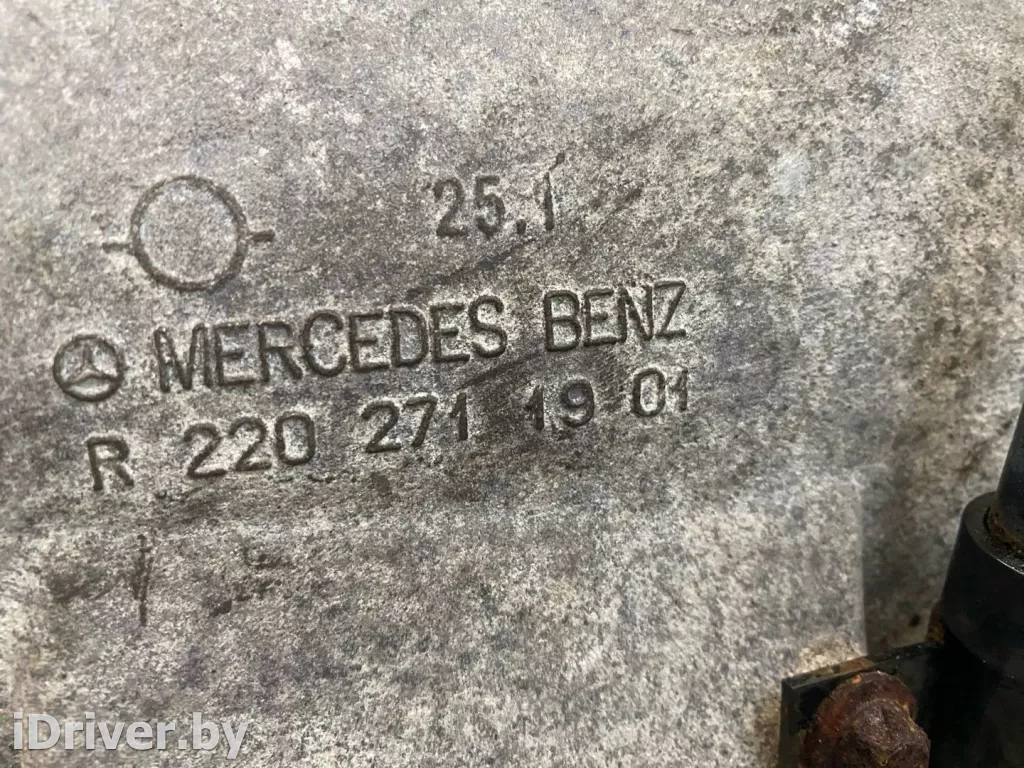 25.1
MERCEDES BENZ
R 220 271 19 01
iDriver.by